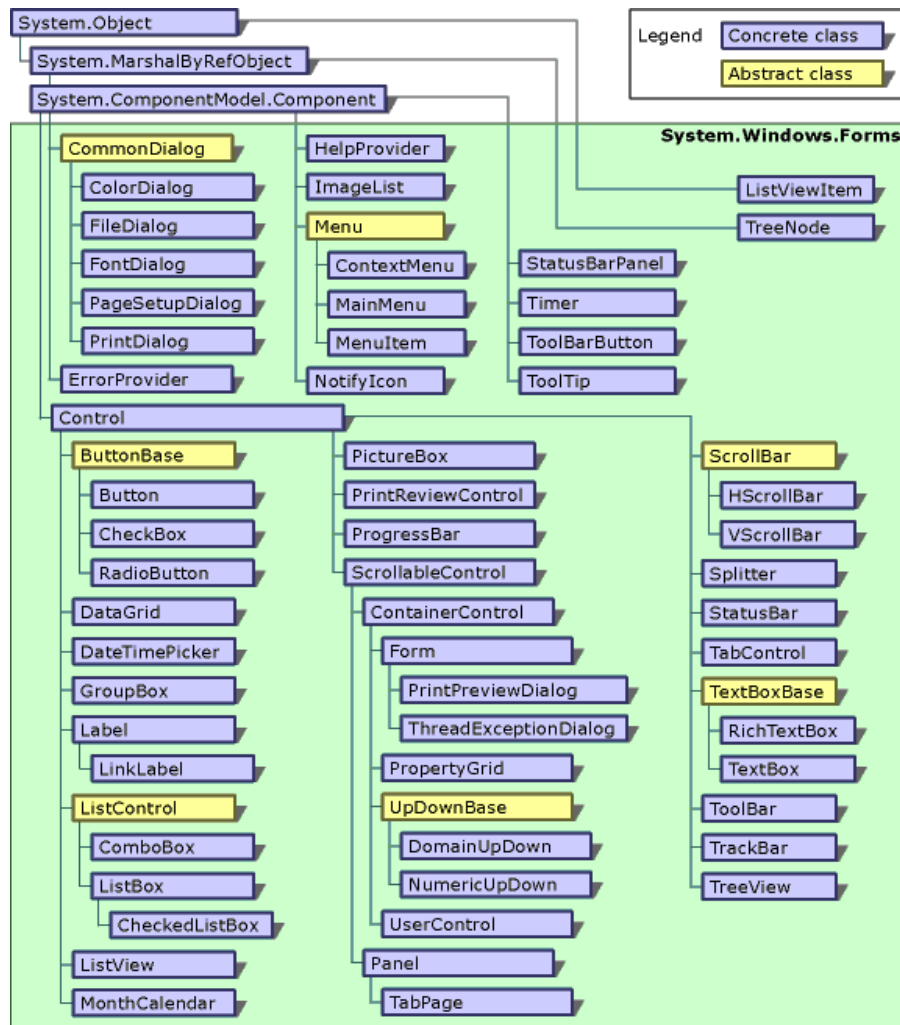 System.Object
Legend
Concrete class
Abstract class
System.MarshalByRefObject
System.ComponentModel.Component
System.Windows.Forms
CommonDialog
ColorDialog
FileDialog
FontDialog
PageSetupDialog
PrintDialog
ErrorProvider
HelpProvider
ImageList
Menu
ContextMenu
MainMenu
MenuItem
NotifyIcon
StatusBarPanel
Timer
ToolBarButton
ToolTip
ListViewItem
TreeNode
Control
ButtonBase
Button
CheckBox
RadioButton
DataGrid
DateTimePicker
GroupBox
Label
LinkLabel
ListControl
ComboBox
ListBox
CheckedListBox
ListView
MonthCalendar
PictureBox
PrintReviewControl
ProgressBar
ScrollableControl
ContainerControl
Form
PrintPreviewDialog
ThreadExceptionDialog
PropertyGrid
UpDownBase
DomainUpDown
NumericUpDown
UserControl
Panel
TabPage
ScrollBar
HScrollBar
VScrollBar
Splitter
StatusBar
TabControl
TextBoxBase
RichTextBox
TextBox
ToolBar
TrackBar
TreeView